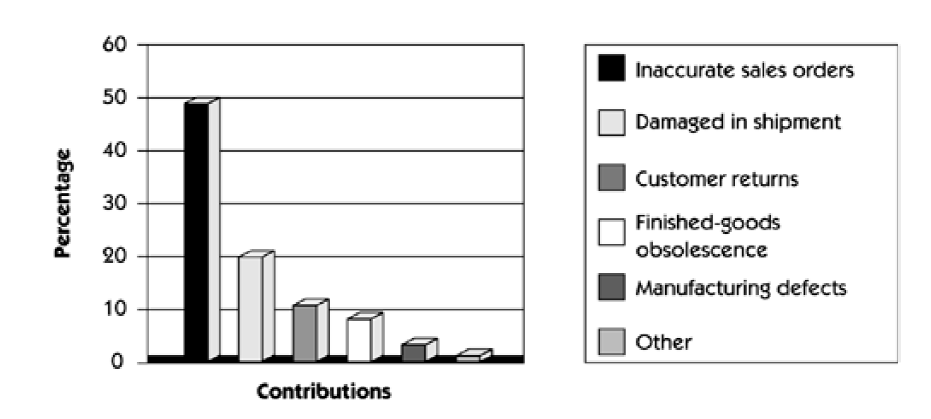 60
50
40
30
20
10
0
Percentage
Contributions
Inaccurate sales orders
Damaged in shipment
Customer returns
Finished-goods
obsolescence
Manufacturing defects
Other